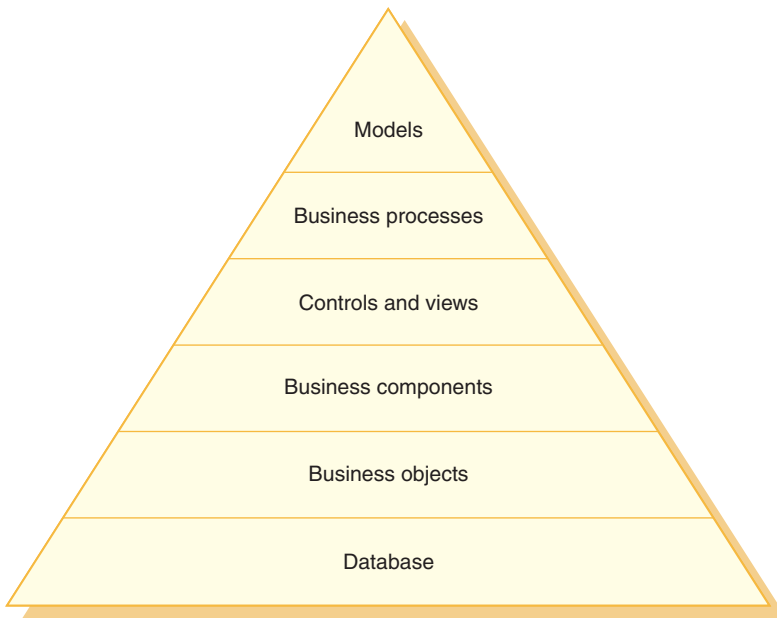 Models
Business processes
Controls and views
Business components
Business objects
Database